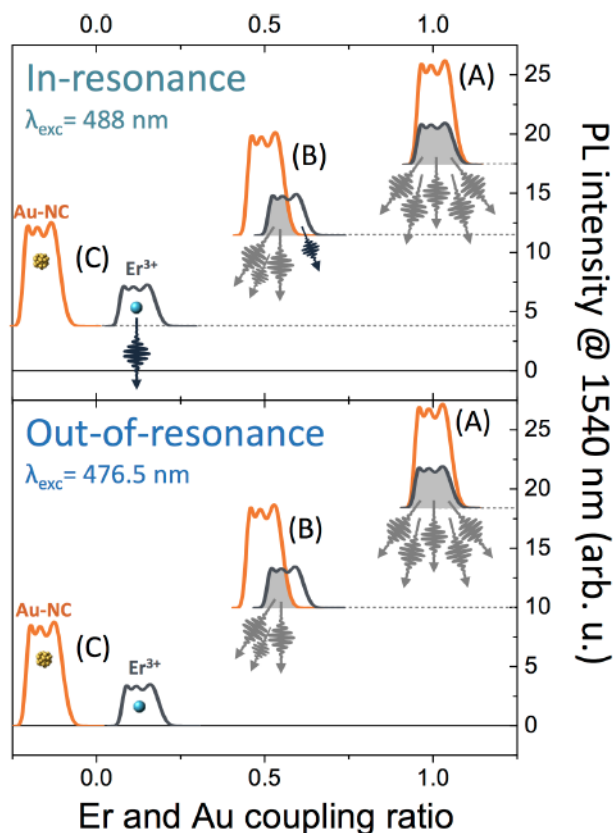 0.0 0.5 1.0
In-resonance
λexc= 488 nm
(A)
(B)
Au-NC
(C)
Er³⁺
25
20
15
10
5
0
Out-of-resonance
λexc= 476.5 nm
(A)
(B)
Au-NC
(C)
Er³⁺
25
20
15
10
5
0
PL intensity @ 1540 nm (arb. u.)
0.0 0.5 1.0
Er and Au coupling ratio